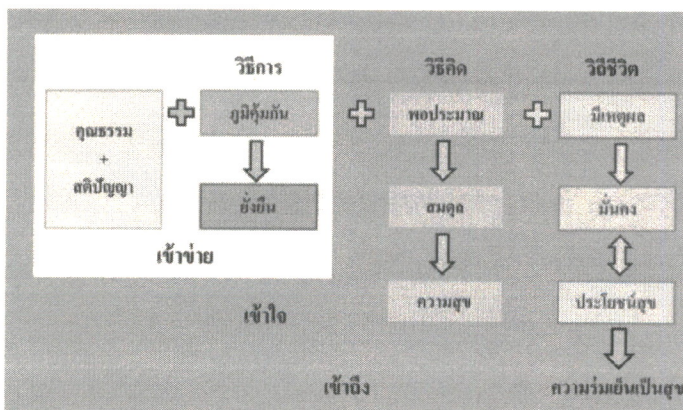 วิธีการ
วิธีคิด
วิถีชีวิต
คุณธรรม
+
สติปัญญา
ภูมิคุ้มกัน
พอประมาณ
มีเหตุผล
ยั่งยืน
สมดุล
มั่นคง
เข้าข่าย
ความสุข
ประโยชน์สุข
เข้าใจ
เข้าถึง
ความร่มเย็นเป็นสุข